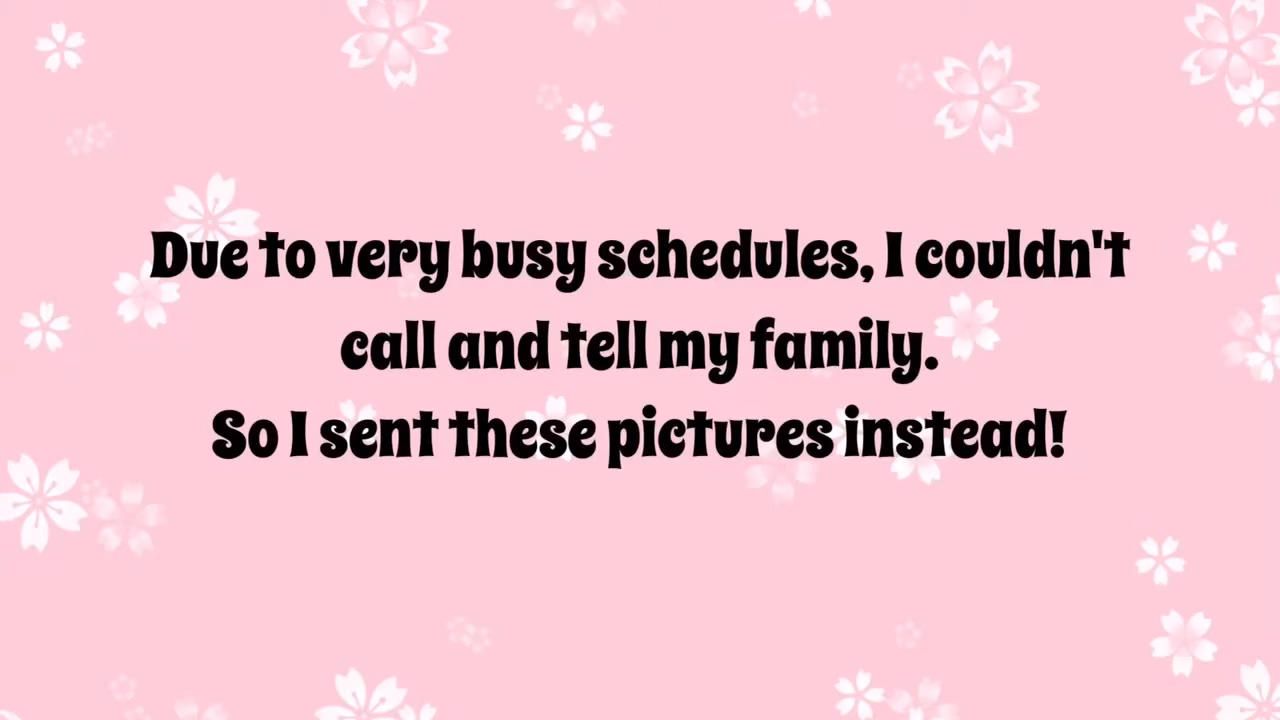 Due to very busy schedules, I couldn't
call and tell my family.
So I sent these pictures instead!